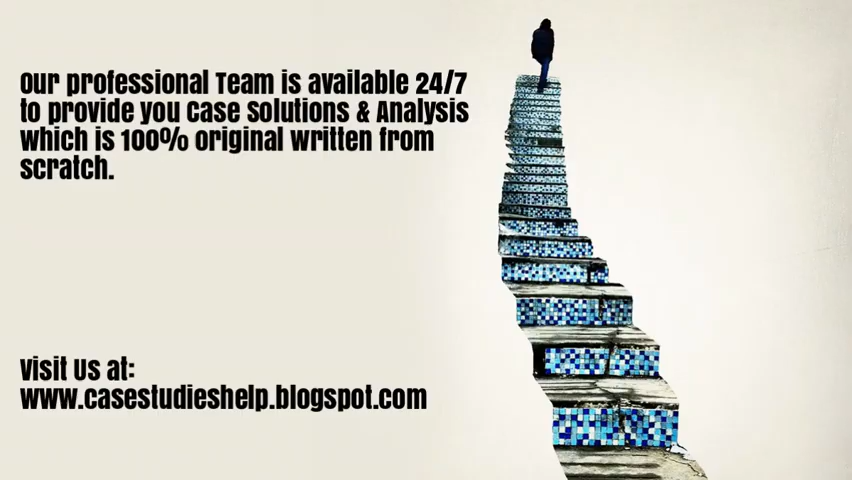 Our professional Team is available 24/7
to provide you Case Solutions & Analysis
which is 100% original written from
scratch.
Visit Us at:
www.casestudieshelp.blogspot.com